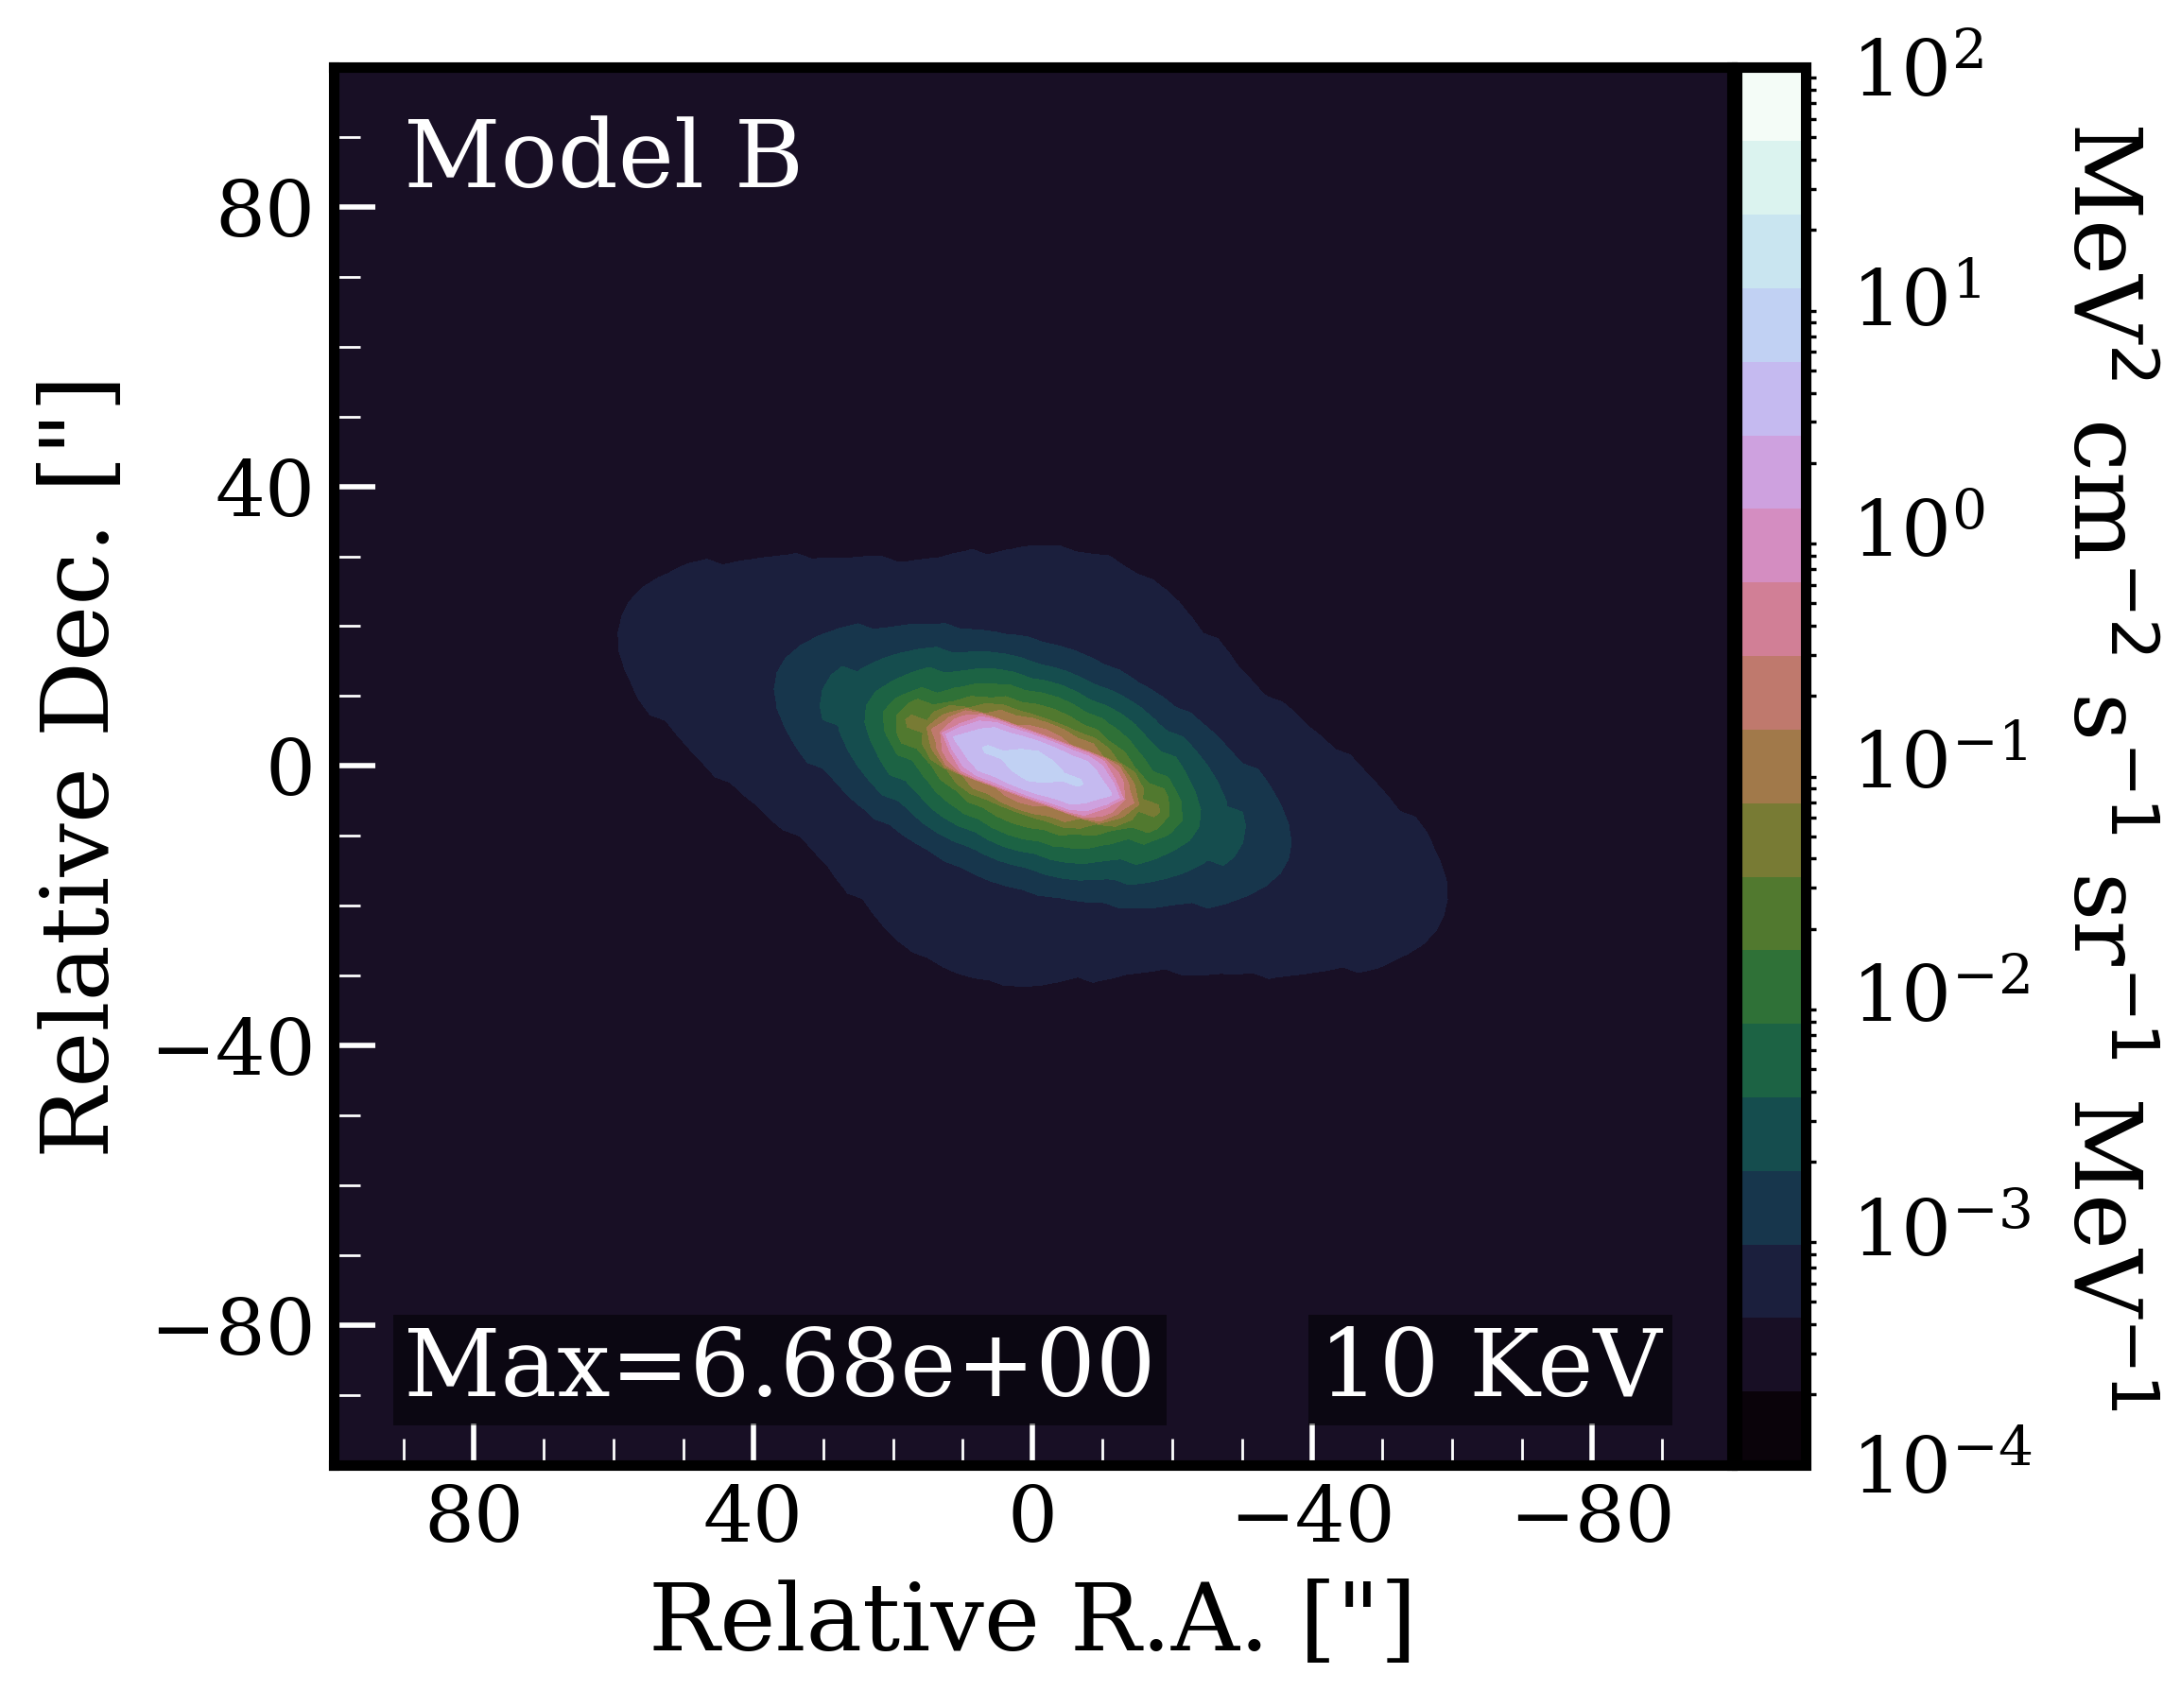 Model B
Relative Dec. ["]
80
40
0
−40
−80
Max=6.68e+00
10 KeV
80
40
0
−40
−80
Relative R.A. ["]
10²
10¹
10⁰
10⁻¹
10⁻²
10⁻³
10⁻⁴
MeV² cm⁻² s⁻¹ sr⁻¹ MeV⁻¹